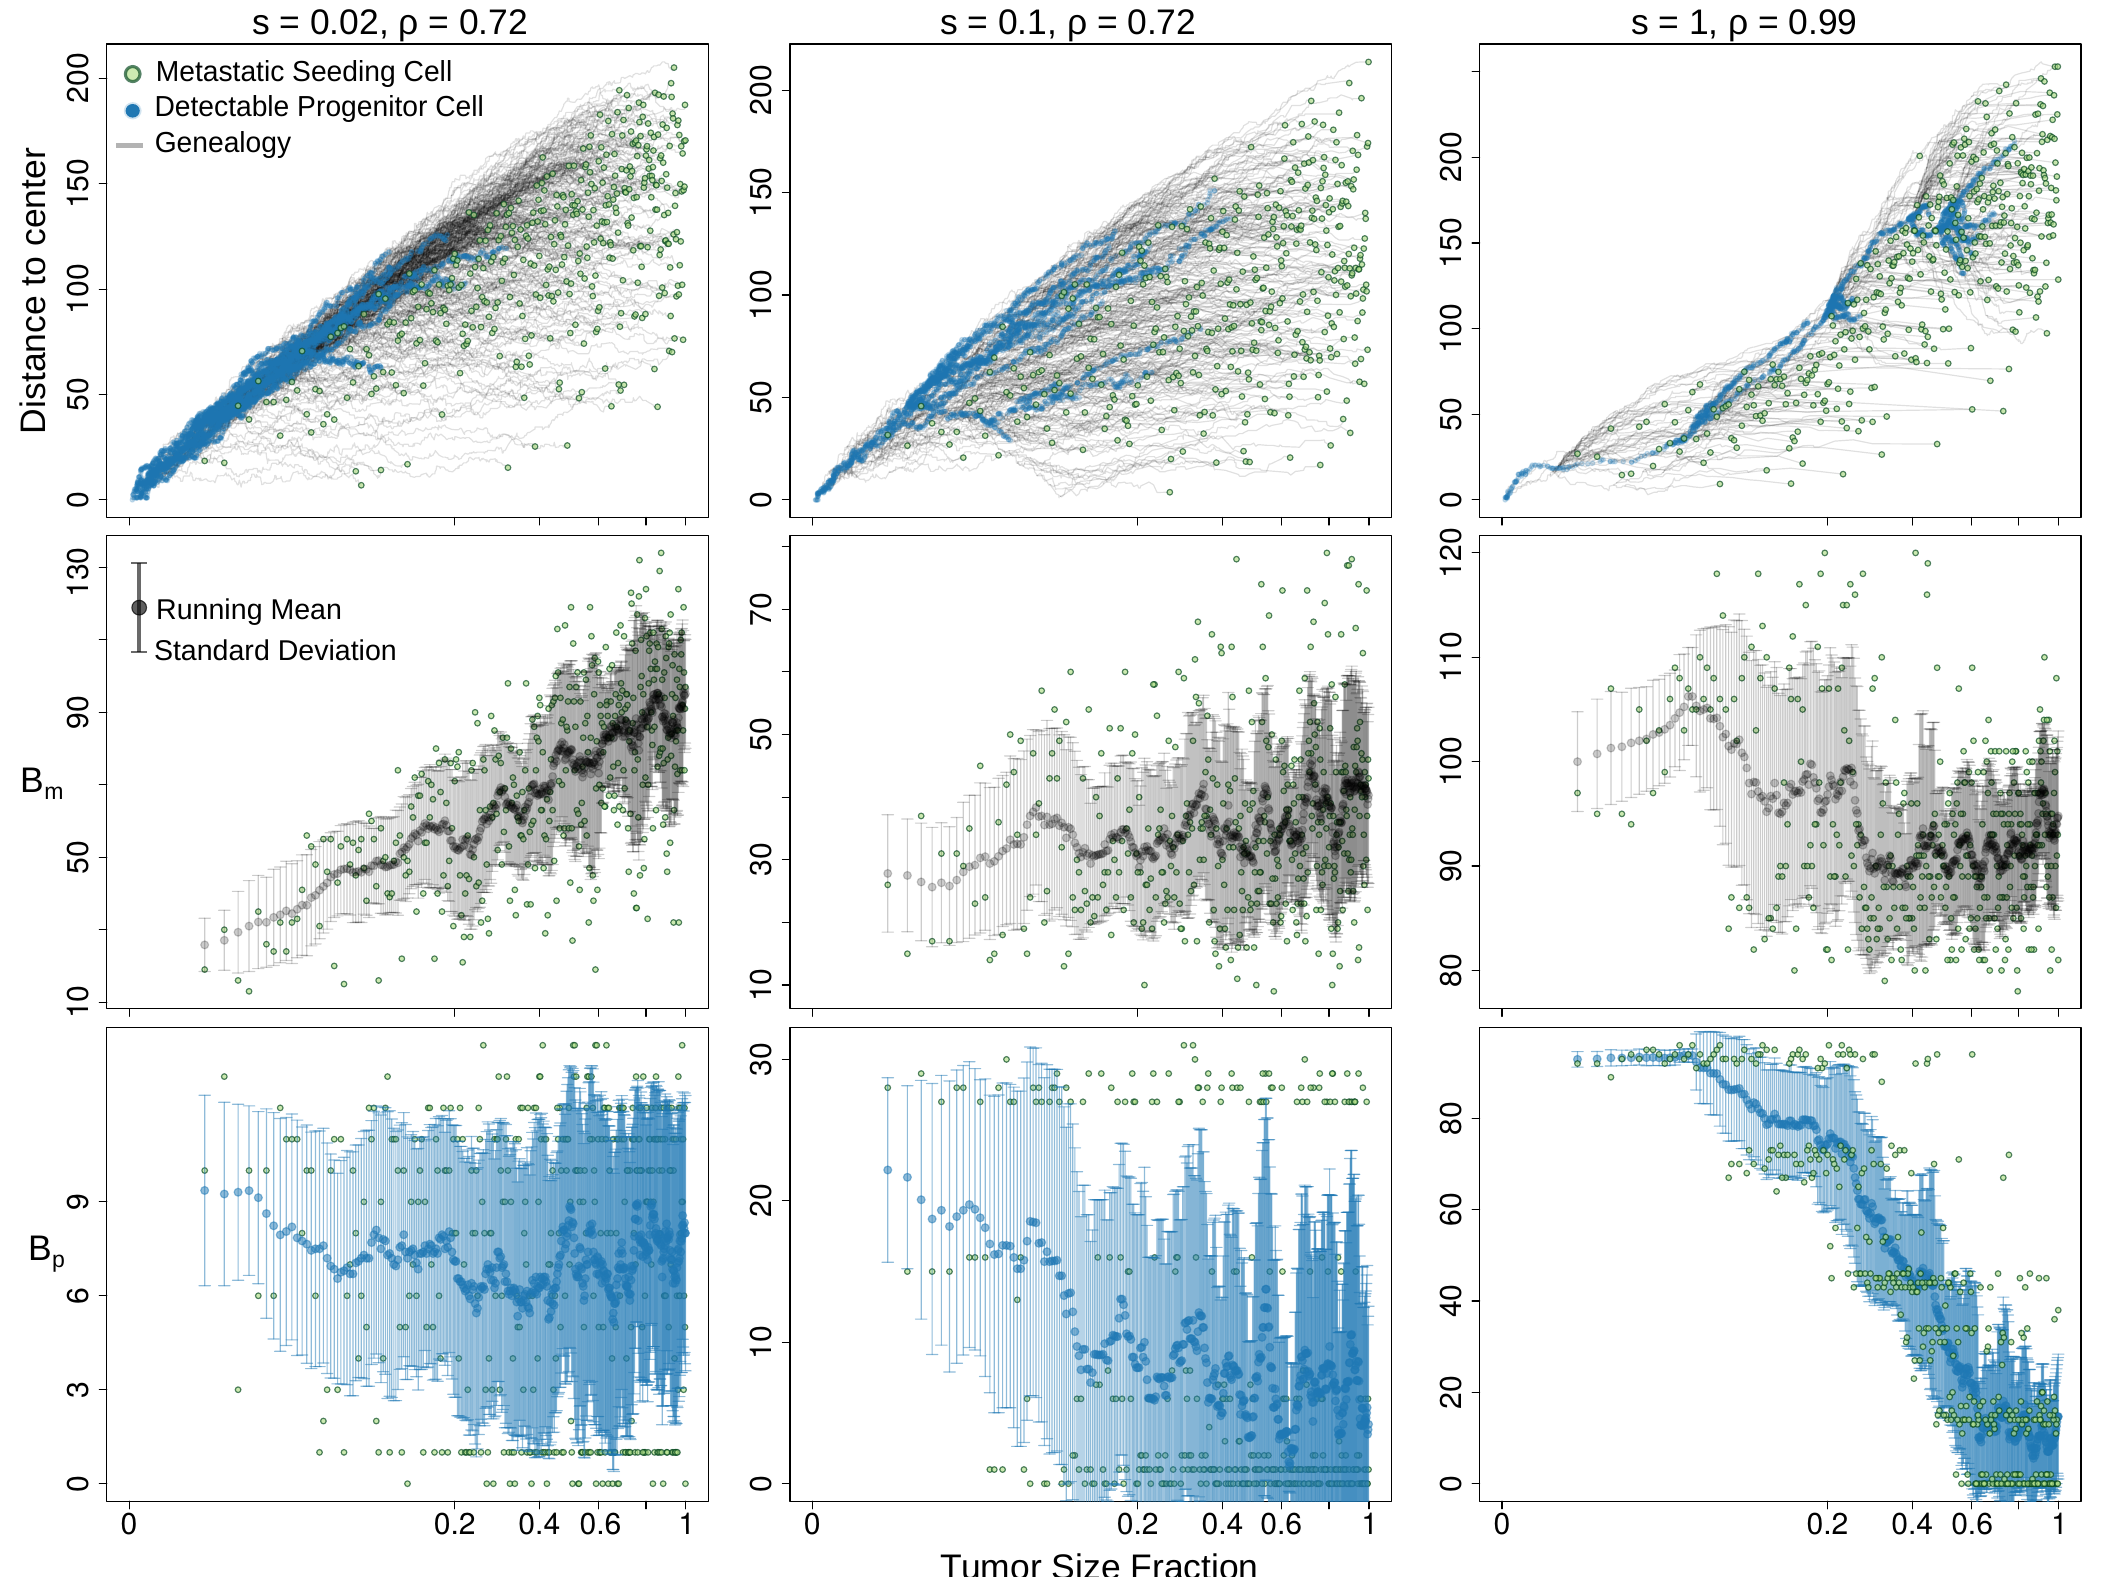 s = 0.02, ρ = 0.72
s = 0.1, ρ = 0.72
s = 1, ρ = 0.99
Metastatic Seeding Cell
Detectable Progenitor Cell
Genealogy
Distance to center
0 50 100 150 200
0 50 100 150 200
0 50 100 150 200
Running Mean
Standard Deviation
Bm
10 50 90 130
10 30 50 70
80 90 100 110 120
Bp
0 3 6 9
0 10 20 30
0 20 40 60 80
0 0.2 0.4 0.6 1
0 0.2 0.4 0.6 1
0 0.2 0.4 0.6 1
Tumor Size Fraction